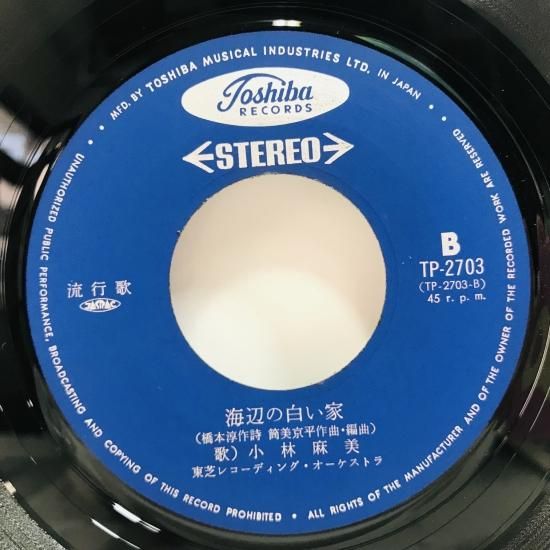 MFD. BY TOSHIBA MUSICAL INDUSTRIES LTD. IN JAPAN
Toshiba
RECORDS
STEREO
B
TP-2703
(TP-2703-B)
45 r. p. m.
流行歌
JASRAC
海辺の白い家
(橋本淳作詩 筒美京平作曲・編曲)
歌)小林麻美
東芝レコーディング・オーケストラ
UNAUTHORIZED PUBLIC PERFORMANCE, BROADCASTING AND COPYING OF THIS RECORD PROHIBITED • ALL RIGHTS OF THE MANUFACTURER AND OF THE OWNER OF THE RECORDED WORK ARE RESERVED